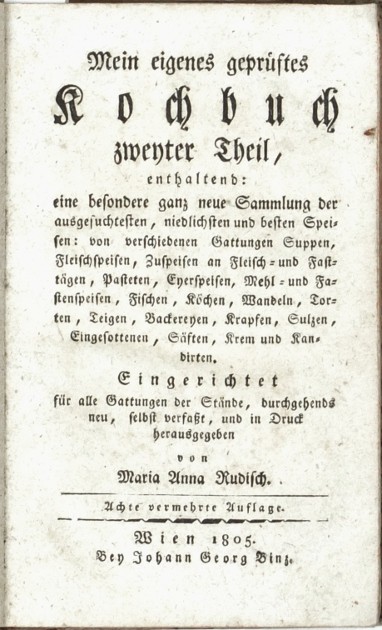 Mein eigenes geprüftes
Kochbuch
zweyter Theil,
enthaltend:
eine besondere ganz neue Sammlung der
ausgesuchtesten, niedlichsten und besten Spei-
sen: von verschiedenen Gattungen Suppen,
Fleischspeisen, Zuspeisen an Fleisch- und Fast-
tägen, Pasteten, Eyerspeisen, Mehl- und Fa-
stenspeisen, Fischen, Köchen, Wandeln, Tor-
ten, Teigen, Backereyen, Krapfen, Sulzen,
Eingesottenen, Säften, Krem und Kan-
dirten.
Eingerichtet
für alle Gattungen der Stände, durchgehends
neu, selbst verfaßt, und in Druck
herausgegeben
von
Maria Anna Rudisch.
Achte vermehrte Auflage.
Wien 1805.
Bey Johann Georg Binz.